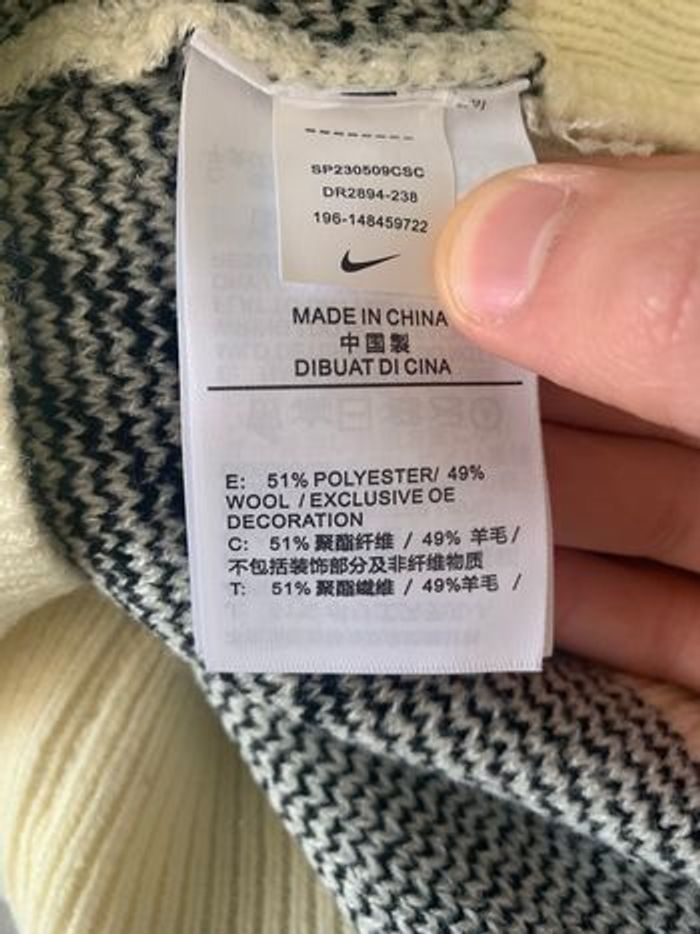 SP230509CSC
DR2894-238
196-148459722
MADE IN CHINA
中国製
DIBUAT DI CINA
E: 51% POLYESTER/ 49%
WOOL / EXCLUSIVE OE
DECORATION
C: 51% 聚酯纤维 / 49% 羊毛 /
不包括装饰部分及非纤维物质
T: 51% 聚酯纖維 / 49%羊毛 /